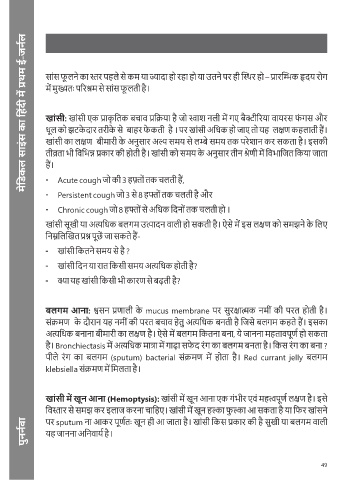 मेडिकल साइंस का हिंदी में प्रथम ई-जर्नल
सांस फूलने का स्तर पहले से कम या ज्यादा हो रहा हो या उतने पर ही स्थिर हो – प्रारम्भिक हृदय रोग
में मुख्यतः परिश्रम से सांस फूलती है।
खांसी: खांसी एक प्राकृतिक बचाव प्रक्रिया है जो श्वाश नली में गए बैक्टीरिया वायरस फंगस और
धूल को झटकेदार तरीके से बाहर फेकती है । पर खांसी अधिक हो जाए तो यह लक्षण कहलाता हैं।
खांसी का लक्षण बीमारी के अनुसार अल्प समय से लम्बे समय तक परेशान कर सकता है। इसकी
तीव्रता भी विभिन्न प्रकार की होती है। खांसी को समय के अनुसार तीन श्रेणी में विभाजित किया जाता
हैं।
• Acute cough जो की 3 हफ्तों तक चलती हैं,
• Persistent cough जो 3 से 8 हफ्तों तक चलती है और
• Chronic cough जो 8 हफ्तों से अधिक दिनों तक चलती हो ।
खांसी सूखी या अत्यधिक बलगम उत्पादन वाली हो सकती है। ऐसे में इस लक्षण को समझने के लिए
निम्नलिखित प्रश्न पूछें जा सकते हैं-
- खांसी कितने समय से है ?
- खांसी दिन या रात किसी समय अत्यधिक होती है?
- क्या यह खांसी किसी भी कारण से बढ़ती है?
बलगम आना: श्वसन प्रणाली के mucous membrane पर सुरक्षात्मक नमीं की परत होती है।
संक्रमण के दौरान यह नमीं की परत बचाव हेतु अत्यधिक बनती है जिसे बलगम कहते हैं। इसका
अत्यधिक बनाना बीमारी का लक्षण है। ऐसे में बलगम कितना बना, ये जानना महतावपूर्ण हो सकता
है। Bronchiectasis में अत्यधिक मात्रा में गाढ़ा सफेद रंग का बलगम बनता है। किस रंग का बना ?
पीले रंग का बलगम (sputum) bacterial संक्रमण में होता है। Red currant jelly बलगम
klebsiella संक्रमण में मिलता है।
खांसी में खून आना (Hemoptysis): खांसी में खून आना एक गंभीर एवं महत्वपूर्ण लक्षण है। इसे
विस्तार से समझ कर इलाज करना चाहिए। खांसी में खून हल्का फुल्का आ सकता है या फिर खांसने
पर sputum ना आकर पूर्णतः खून ही आ जाता है। खांसी किस प्रकार की है सुखी या बलगम वाली
यह जानना अनिवार्य है।
पुनर्नवा
49